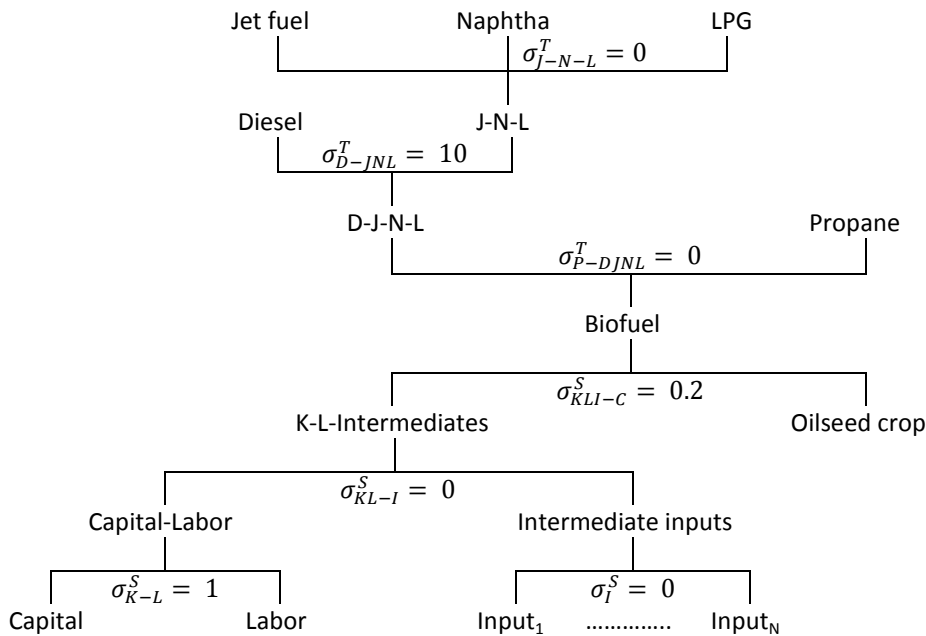 Jet fuel Naphtha LPG
σ^T_{J−N−L} = 0
Diesel J-N-L
σ^T_{D−JNL} = 10
D-J-N-L Propane
σ^T_{P−DJNL} = 0
Biofuel
σ^S_{KLI−C} = 0.2
K-L-Intermediates Oilseed crop
σ^S_{KL−I} = 0
Capital-Labor Intermediate inputs
σ^S_{K−L} = 1 σ^S_I = 0
Capital Labor Input₁ ………….. Input_N